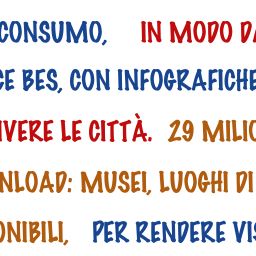 CONSUMO, IN MODO DA
CE BES, CON INFOGRAFICHE
IVERE LE CITTÀ. 29 MILIO
NLOAD: MUSEI, LUOGHI DI
ONIBILI, PER RENDERE VIS